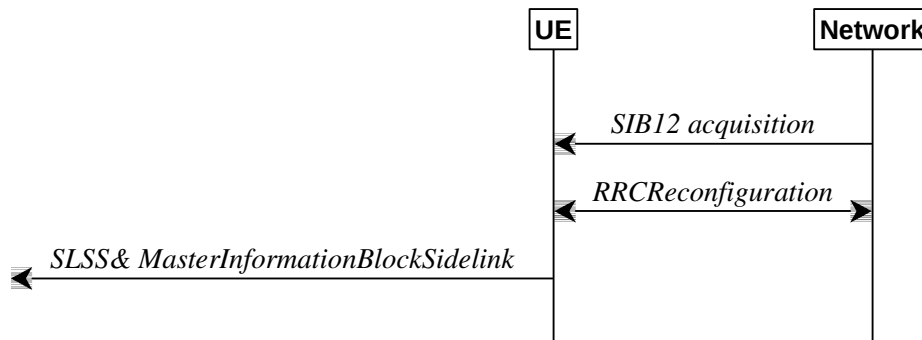 UE
Network
SIB12 acquisition
RRCReconfiguration
SLSS& MasterInformationBlockSidelink